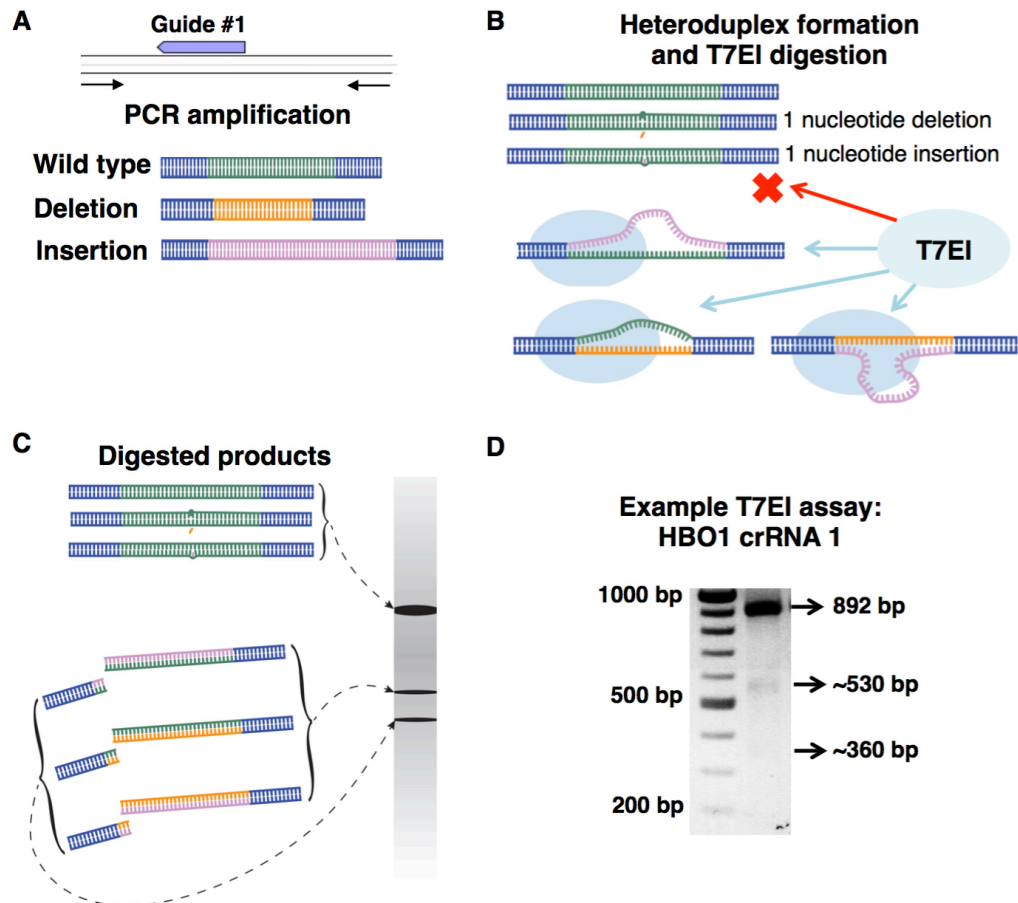 A
Guide #1
PCR amplification
Wild type
Deletion
Insertion
B
Heteroduplex formation
and T7EI digestion
1 nucleotide deletion
1 nucleotide insertion
T7EI
C
Digested products
D
Example T7EI assay:
HBO1 crRNA 1
1000 bp
892 bp
~530 bp
500 bp
~360 bp
200 bp